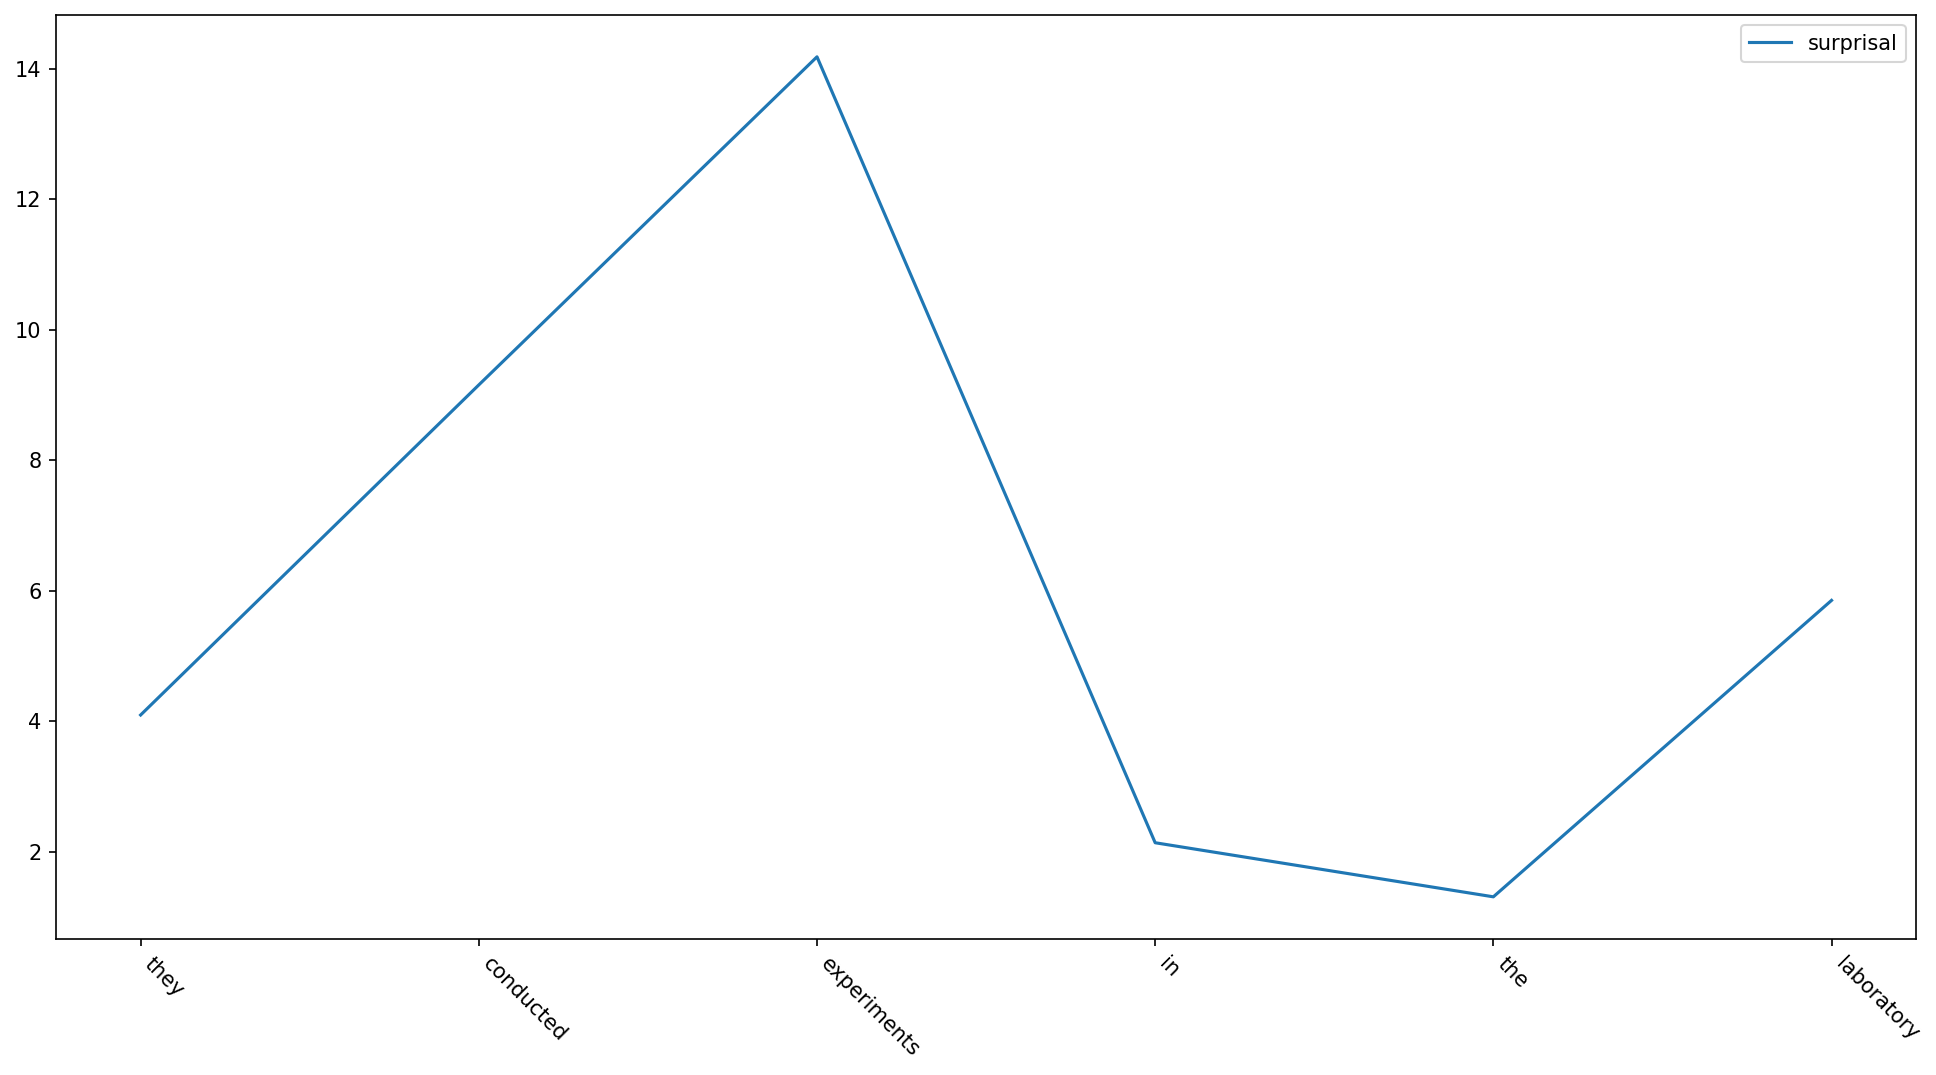 surprisal
14
12
10
8
6
4
2
they
conducted
experiments
in
the
laboratory